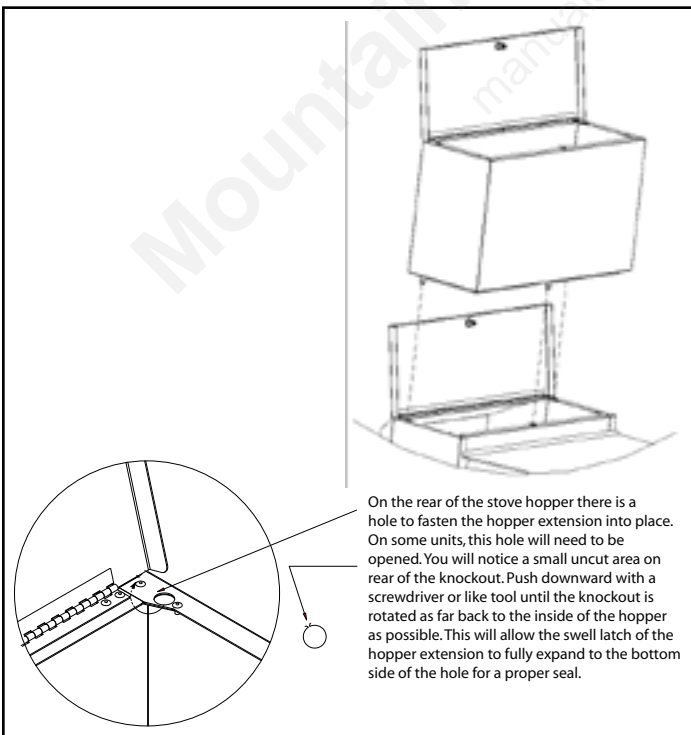 Mountain
manual
On the rear of the stove hopper there is a
hole to fasten the hopper extension into place.
On some units, this hole will need to be
opened. You will notice a small uncut area on
rear of the knockout. Push downward with a
screwdriver or like tool until the knockout is
rotated as far back to the inside of the hopper
as possible. This will allow the swell latch of the
hopper extension to fully expand to the bottom
side of the hole for a proper seal.